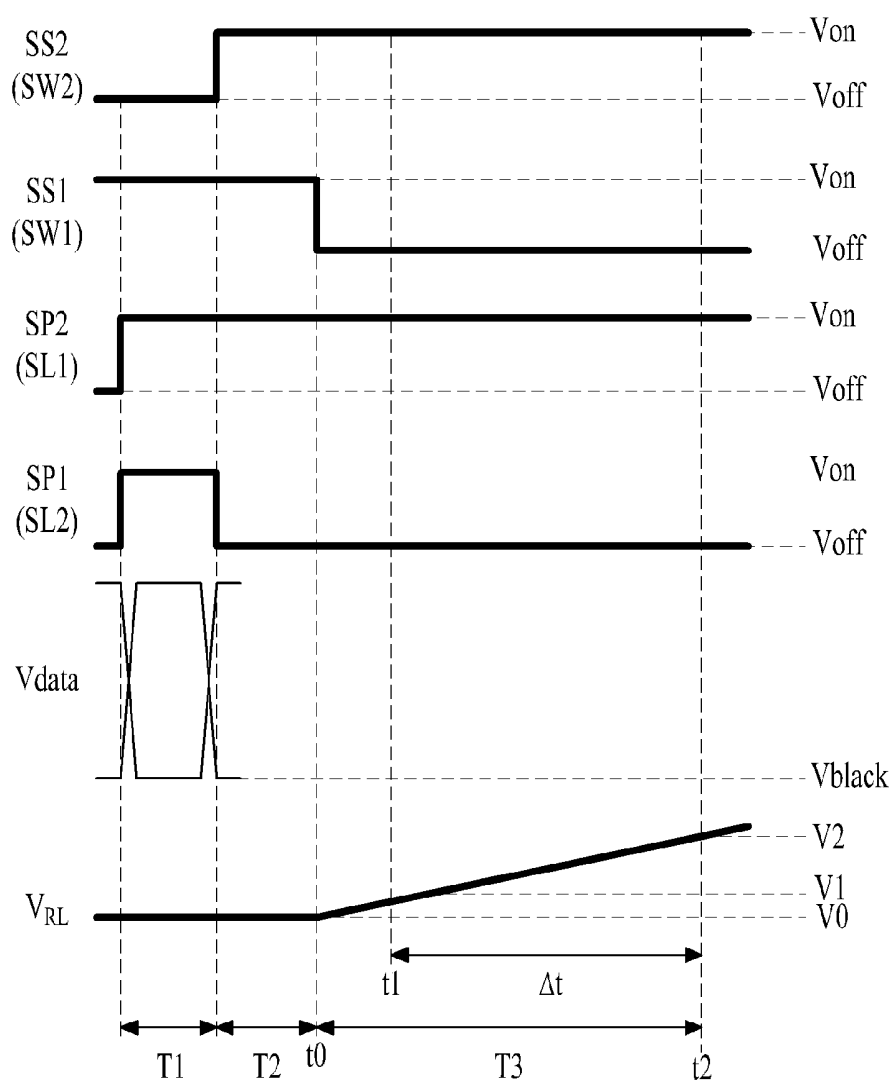 SS2
(SW2)
Von
Voff
SS1
(SW1)
Von
Voff
SP2
(SL1)
Von
Voff
SP1
(SL2)
Von
Voff
Vdata
Vblack
VRL
V2
V1
V0
t1
Δt
T1
T2
t0
T3
t2